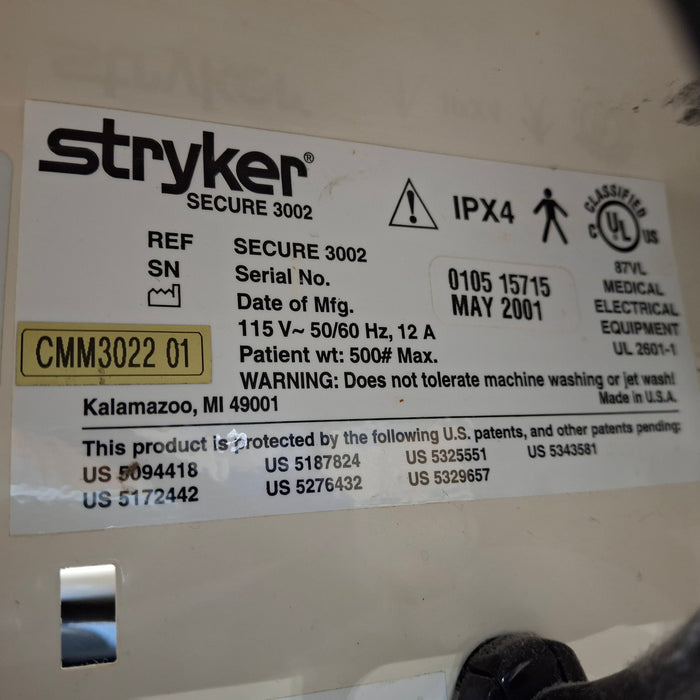 stryker®
SECURE 3002
IPX4
CLASSIFIED
C UL US
REF SECURE 3002
SN Serial No. 0105 15715
Date of Mfg. MAY 2001
115 V~ 50/60 Hz, 12 A
Patient wt: 500# Max.
87VL
MEDICAL
ELECTRICAL
EQUIPMENT
UL 2601-1
CMM3022 01
WARNING: Does not tolerate machine washing or jet wash!
Kalamazoo, MI 49001 Made in U.S.A.
This product is protected by the following U.S. patents, and other patents pending:
US 5094418 US 5187824 US 5325551 US 5343581
US 5172442 US 5276432 US 5329657